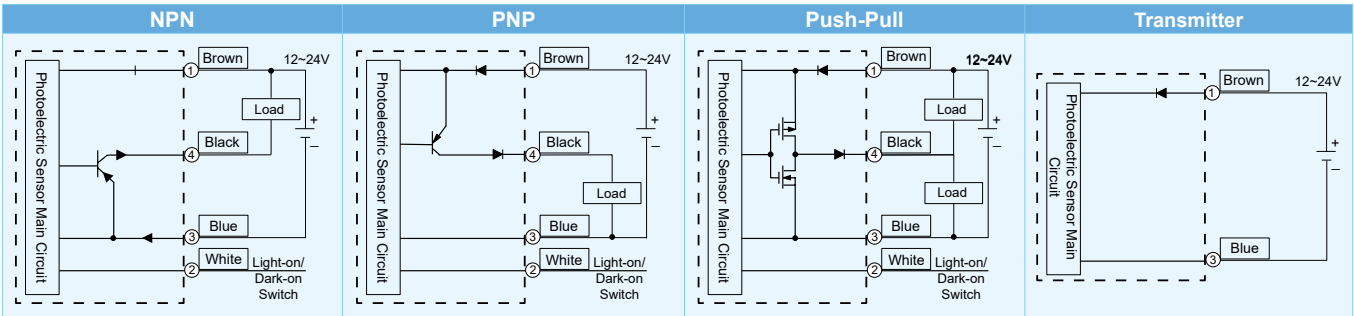 NPN
PNP
Push-Pull
Transmitter
Photoelectric Sensor Main Circuit
1
Brown
12~24V
Load
+
–
4
Black
3
Blue
2
White
Light-on/
Dark-on
Switch
Photoelectric Sensor Main Circuit
1
Brown
12~24V
+
–
4
Black
Load
3
Blue
2
White
Light-on/
Dark-on
Switch
Photoelectric Sensor Main Circuit
1
Brown
12~24V
Load
+
–
4
Black
Load
3
Blue
2
White
Light-on/
Dark-on
Switch
Photoelectric Sensor Main
Circuit
1
Brown
12~24V
+
–
3
Blue